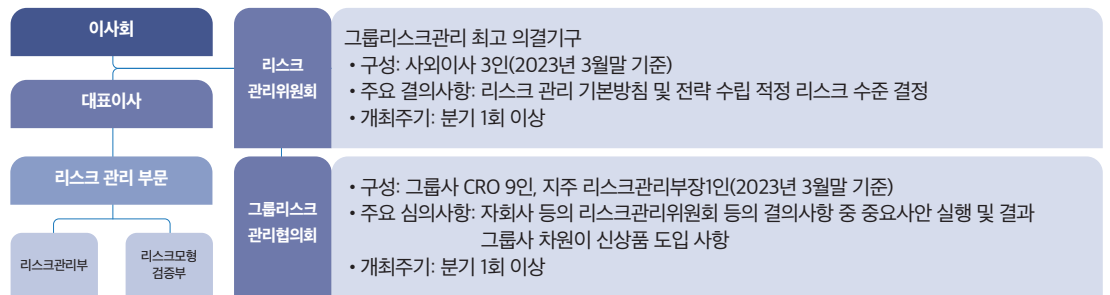 이사회
대표이사
리스크 관리 부문
리스크관리부
리스크모형
검증부
리스크
관리위원회
그룹리스크관리 최고 의결기구
• 구성: 사외이사 3인(2023년 3월말 기준)
• 주요 결의사항: 리스크 관리 기본방침 및 전략 수립 적정 리스크 수준 결정
• 개최주기: 분기 1회 이상
그룹리스크
관리협의회
• 구성: 그룹사 CRO 9인, 지주 리스크관리부장1인(2023년 3월말 기준)
• 주요 심의사항: 자회사 등의 리스크관리위원회 등의 결의사항 중 중요사안 실행 및 결과
그룹사 차원이 신상품 도입 사항
• 개최주기: 분기 1회 이상